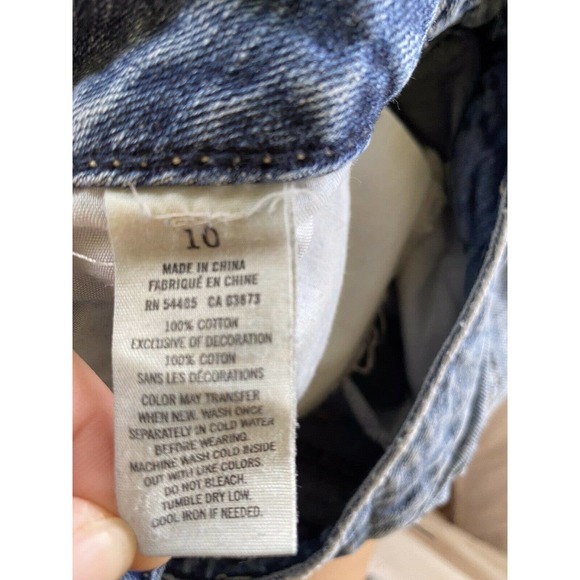 10
MADE IN CHINA
FABRIQUÉ EN CHINE
RN 54485 CA 03873
100% COTTON
EXCLUSIVE OF DECORATION
100% COTON
SANS LES DÉCORATIONS
COLOR MAY TRANSFER
WHEN NEW. WASH ONCE
SEPARATELY IN COLD WATER
BEFORE WEARING.
MACHINE WASH COLD INSIDE
OUT WITH LIKE COLORS.
DO NOT BLEACH.
TUMBLE DRY LOW.
COOL IRON IF NEEDED.